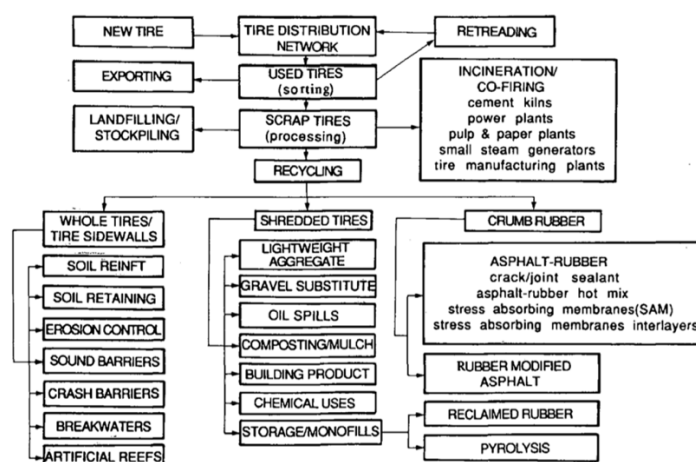 NEW TIRE
TIRE DISTRIBUTION
NETWORK
RETREADING
EXPORTING
USED TIRES
(sorting)
INCINERATION/
CO-FIRING
cement kilns
power plants
pulp & paper plants
small steam generators
tire manufacturing plants
LANDFILLING/
STOCKPILING
SCRAP TIRES
(processing)
RECYCLING
WHOLE TIRES/
TIRE SIDEWALLS
SOIL REINFT
SOIL RETAINING
EROSION CONTROL
SOUND BARRIERS
CRASH BARRIERS
BREAKWATERS
ARTIFICIAL REEFS
SHREDDED TIRES
LIGHTWEIGHT
AGGREGATE
GRAVEL SUBSTITUTE
OIL SPILLS
COMPOSTING/MULCH
BUILDING PRODUCT
CHEMICAL USES
STORAGE/MONOFILLS
CRUMB RUBBER
ASPHALT-RUBBER
crack/joint sealant
asphalt-rubber hot mix
stress absorbing membranes(SAM)
stress absorbing membranes interlayers
RUBBER MODIFIED
ASPHALT
RECLAIMED RUBBER
PYROLYSIS